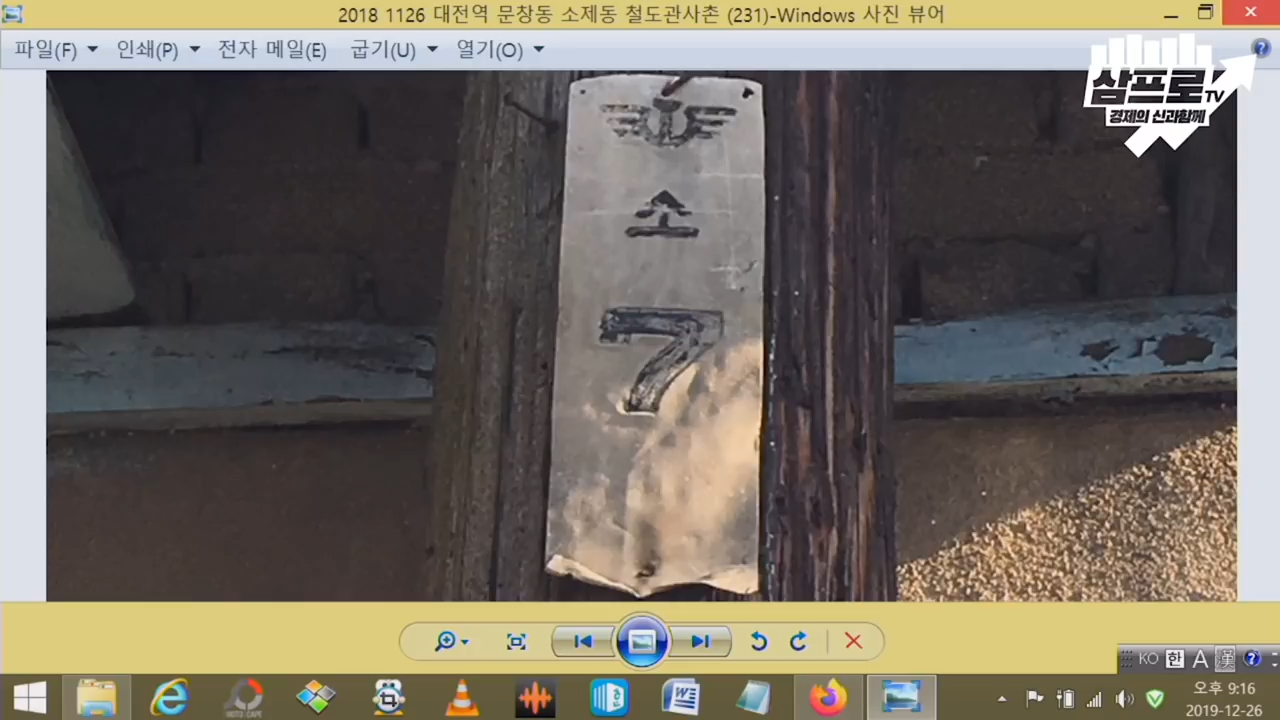 2018 1126 대전역 문창동 소제동 철도관사촌 (231)-Windows 사진 뷰어
파일(F) 인쇄(P) 전자 메일(E) 굽기(U) 열기(O)
삼프로TV
경제의 신과함께
소
7
KO 한 A 漢
오후 9:16
2019-12-26